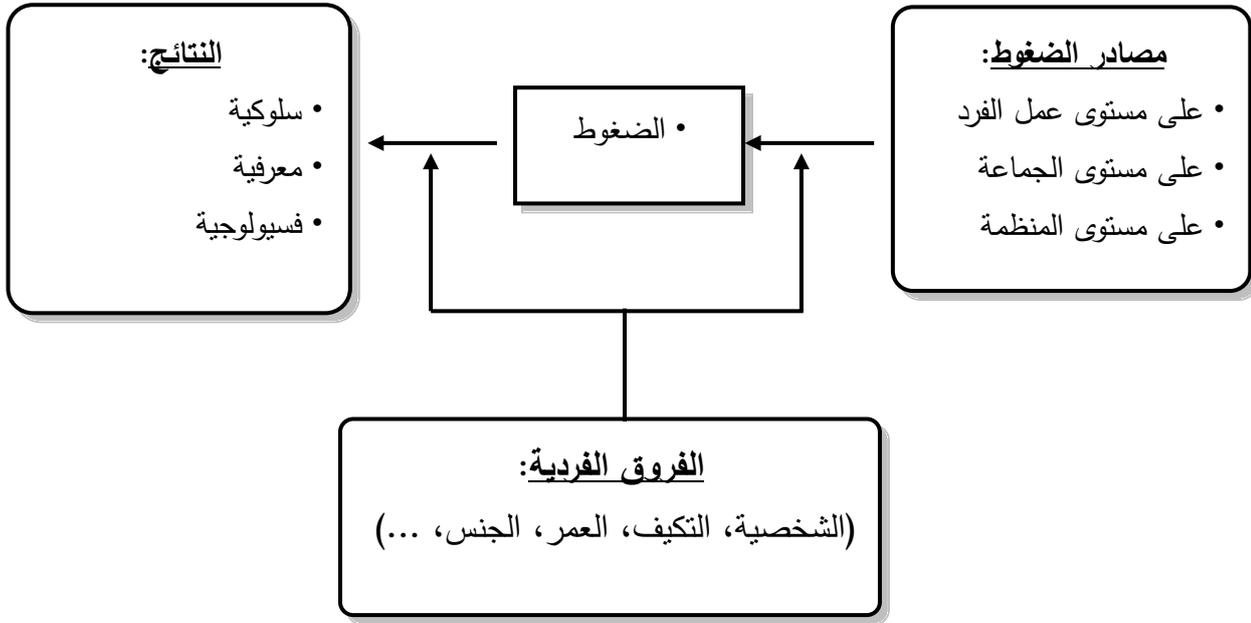 مصادر الضغوط:
• على مستوى عمل الفرد
• على مستوى الجماعة
• على مستوى المنظمة
• الضغوط
النتائج:
• سلوكية
• معرفية
• فسيولوجية
الفروق الفردية:
(الشخصية، التكيف، العمر، الجنس، ...)